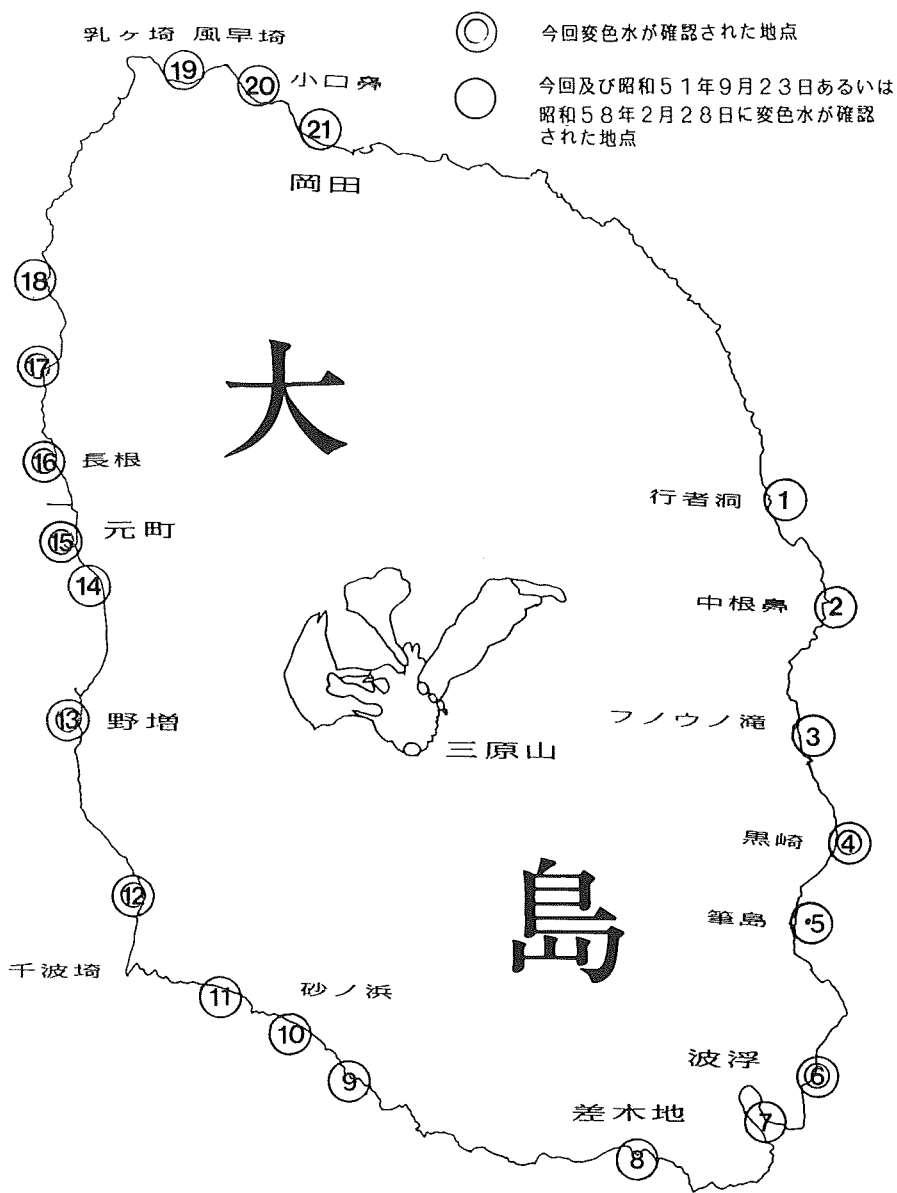 乳ヶ埼 風早埼
今回変色水が確認された地点
今回及び昭和51年9月23日あるいは
昭和58年2月28日に変色水が確認
された地点
19
20 小口鼻
21
岡田
18
17
大
16 長根
行者洞 1
15 元町
14
中根鼻 2
13 野増
フノウノ滝 3
三原山
黒崎 4
12
島
筆島 5
千波埼
11
砂ノ浜
10
波浮 6
9
差木地 7
8